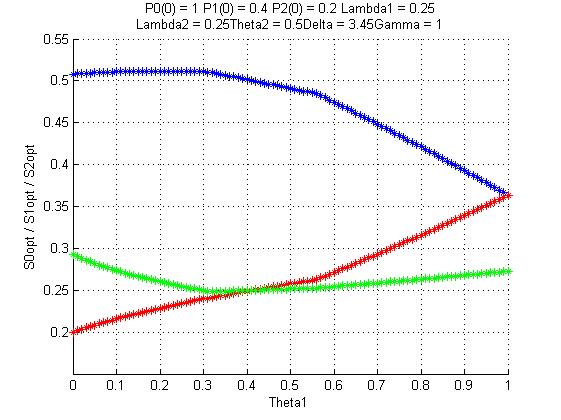 P0(0) = 1 P1(0) = 0.4 P2(0) = 0.2 Lambda1 = 0.25
Lambda2 = 0.25Theta2 = 0.5Delta = 3.45Gamma = 1
0.55
0.5
0.45
0.4
0.35
0.3
0.25
0.2
S0opt / S1opt / S2opt
0 0.1 0.2 0.3 0.4 0.5 0.6 0.7 0.8 0.9 1
Theta1